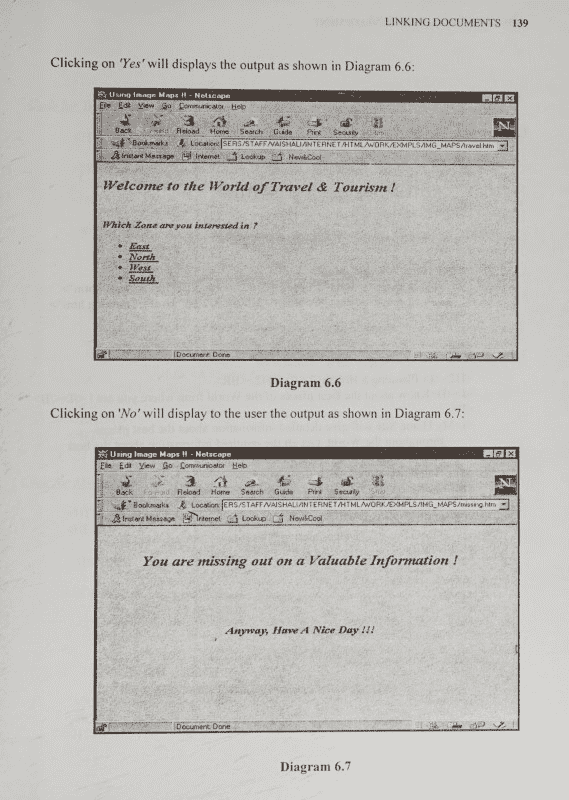 LINKING DOCUMENTS 139
Clicking on 'Yes' will displays the output as shown in Diagram 6.6:
Using Image Maps !! - Netscape
File Edit View Go Communicator Help
Back Reload Home Search Guide Print Security Stop
Bookmarks Location: SERS/STAFF/VAISHALI/INTERNET/HTML/WORK/EXMPLS/IMG_MAPS/travel.htm
Instant Message Internet Lookup New&Cool
Welcome to the World of Travel & Tourism !
Which Zone are you interested in ?
• East
• North
• West
• South
Document: Done
Diagram 6.6
Clicking on 'No' will display to the user the output as shown in Diagram 6.7:
Using Image Maps !! - Netscape
File Edit View Go Communicator Help
Back Forward Reload Home Search Guide Print Security Stop
Bookmarks Location: ERS/STAFF/VAISHALI/INTERNET/HTML/WORK/EXMPLS/IMG_MAPS/missing.htm
Instant Message Internet Lookup New&Cool
You are missing out on a Valuable Information !
Anyway, Have A Nice Day !!!
Document: Done
Diagram 6.7